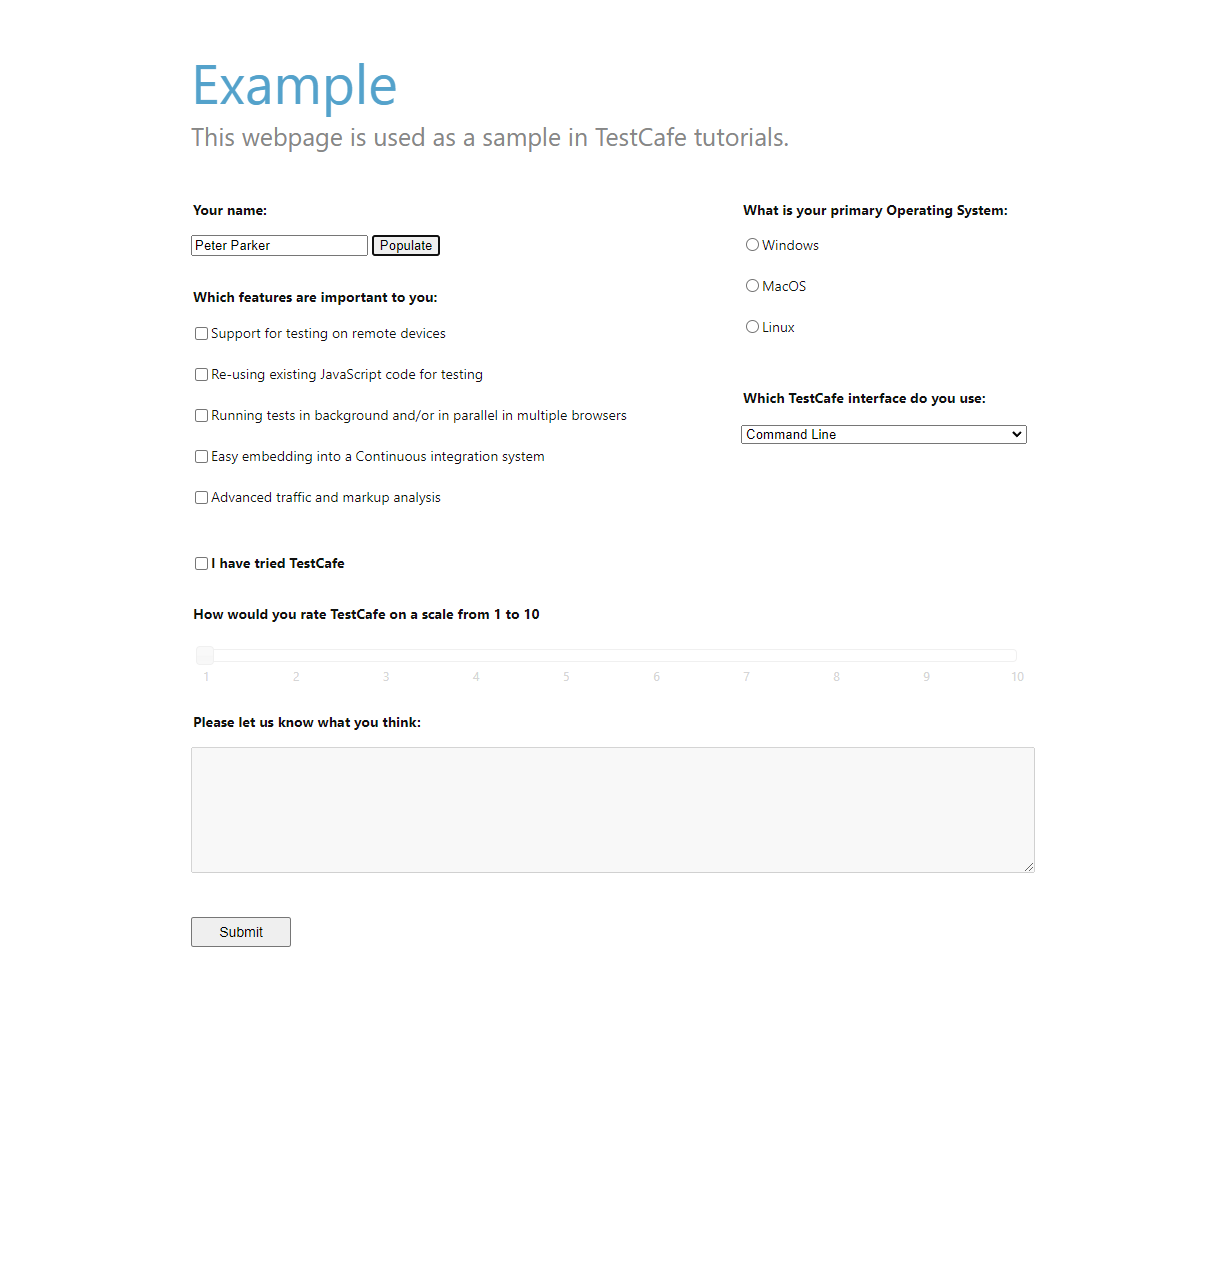 Example
This webpage is used as a sample in TestCafe tutorials.
Your name:
Peter Parker Populate
Which features are important to you:
Support for testing on remote devices
Re-using existing JavaScript code for testing
Running tests in background and/or in parallel in multiple browsers
Easy embedding into a Continuous integration system
Advanced traffic and markup analysis
What is your primary Operating System:
Windows
MacOS
Linux
Which TestCafe interface do you use:
Command Line
I have tried TestCafe
How would you rate TestCafe on a scale from 1 to 10
1 2 3 4 5 6 7 8 9 10
Please let us know what you think:
Submit